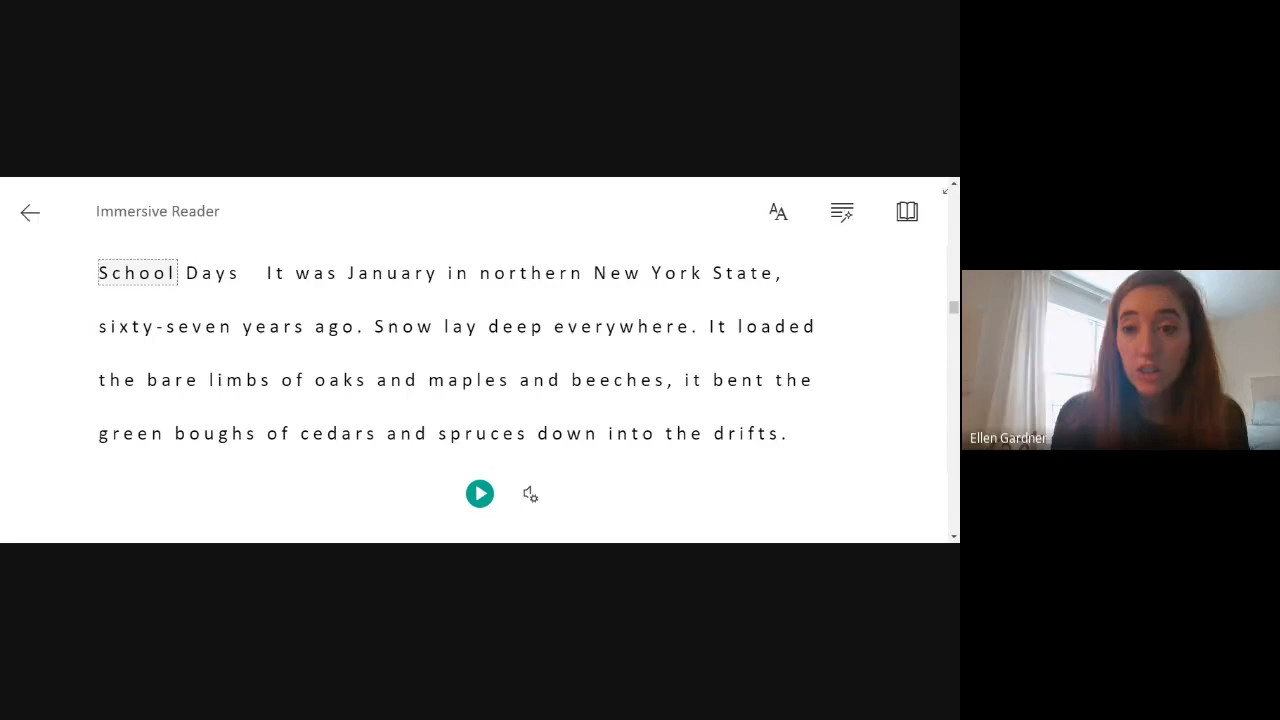 Immersive Reader
School Days It was January in northern New York State,
sixty-seven years ago. Snow lay deep everywhere. It loaded
the bare limbs of oaks and maples and beeches, it bent the
green boughs of cedars and spruces down into the drifts.
Ellen Gardner